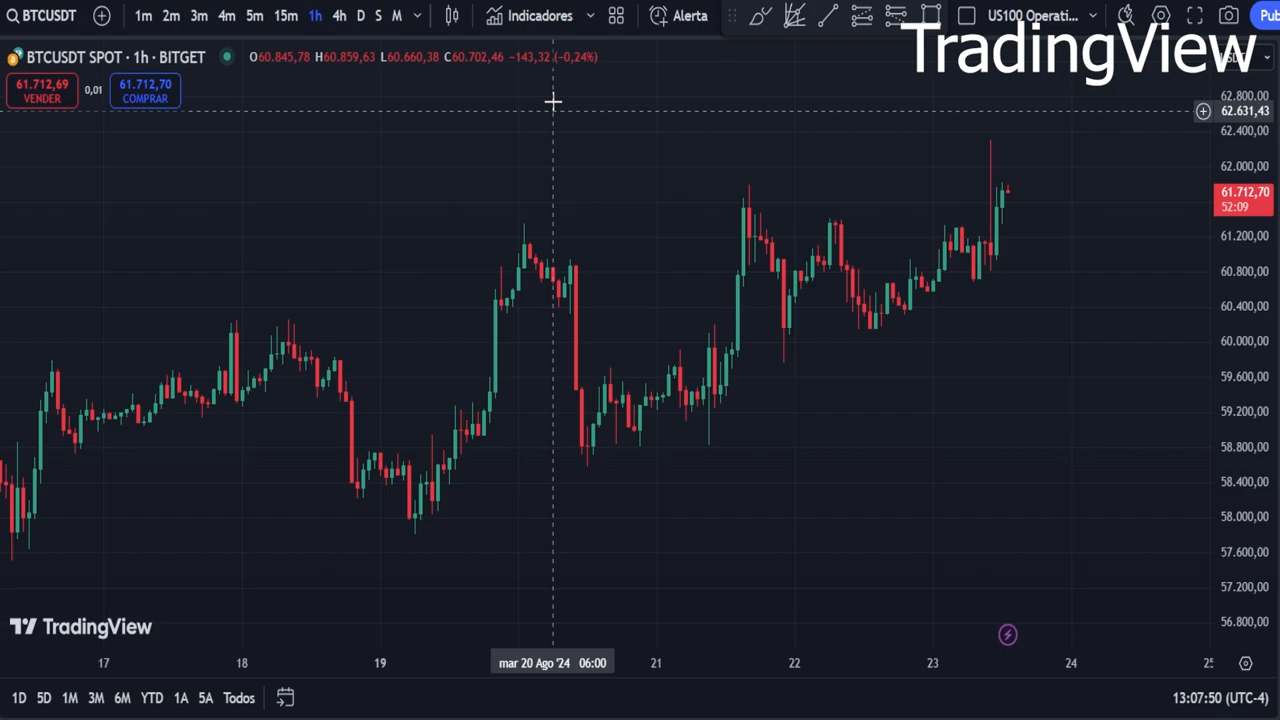 BTCUSDT 1m 2m 3m 4m 5m 15m 1h 4h D S M Indicadores Alerta US100 Operati... Pub
TradingView
BTCUSDT SPOT · 1h · BITGET O60.845,78 H60.859,63 L60.660,38 C60.702,46 −143,32 (−0,24%)
61.712,69 VENDER 0,01 61.712,70 COMPRAR
62.800,00
62.631,43
62.400,00
62.000,00
61.712,70
52:09
61.200,00
60.800,00
60.400,00
60.000,00
59.600,00
59.200,00
58.800,00
58.400,00
58.000,00
57.600,00
57.200,00
56.800,00
TradingView
17 18 19 mar 20 Ago '24 06:00 21 22 23 24 25
1D 5D 1M 3M 6M YTD 1A 5A Todos 13:07:50 (UTC-4)